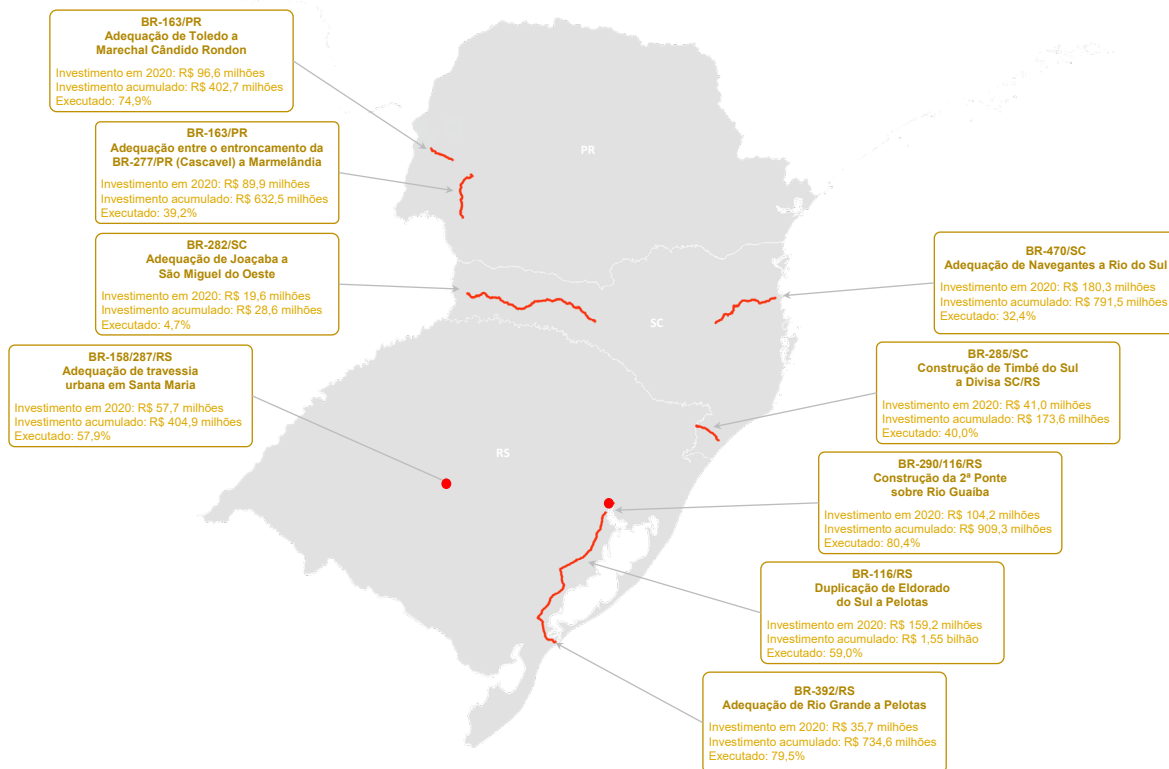 BR-163/PR
Adequação de Toledo a
Marechal Cândido Rondon
Investimento em 2020: R$ 96,6 milhões
Investimento acumulado: R$ 402,7 milhões
Executado: 74,9%
BR-163/PR
Adequação entre o entroncamento da
BR-277/PR (Cascavel) a Marmelândia
Investimento em 2020: R$ 89,9 milhões
Investimento acumulado: R$ 632,5 milhões
Executado: 39,2%
BR-282/SC
Adequação de Joaçaba a
São Miguel do Oeste
Investimento em 2020: R$ 19,6 milhões
Investimento acumulado: R$ 28,6 milhões
Executado: 4,7%
BR-158/287/RS
Adequação de travessia
urbana em Santa Maria
Investimento em 2020: R$ 57,7 milhões
Investimento acumulado: R$ 404,9 milhões
Executado: 57,9%
PR
SC
RS
BR-470/SC
Adequação de Navegantes a Rio do Sul
Investimento em 2020: R$ 180,3 milhões
Investimento acumulado: R$ 791,5 milhões
Executado: 32,4%
BR-285/SC
Construção de Timbé do Sul
a Divisa SC/RS
Investimento em 2020: R$ 41,0 milhões
Investimento acumulado: R$ 173,6 milhões
Executado: 40,0%
BR-290/116/RS
Construção da 2ª Ponte
sobre Rio Guaíba
Investimento em 2020: R$ 104,2 milhões
Investimento acumulado: R$ 909,3 milhões
Executado: 80,4%
BR-116/RS
Duplicação de Eldorado
do Sul a Pelotas
Investimento em 2020: R$ 159,2 milhões
Investimento acumulado: R$ 1,55 bilhão
Executado: 59,0%
BR-392/RS
Adequação de Rio Grande a Pelotas
Investimento em 2020: R$ 35,7 milhões
Investimento acumulado: R$ 734,6 milhões
Executado: 79,5%